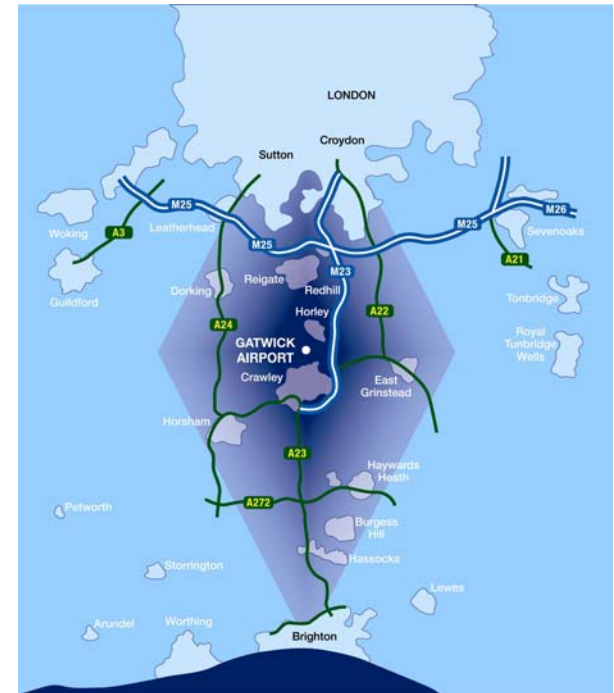 LONDON
Croydon
Sutton
M25
M26
Woking
A3
Leatherhead
M25
M25
Sevenoaks
A21
Guildford
Dorking
Reigate
M23
Redhill
Tonbridge
Horley
A24
A22
GATWICK
AIRPORT
Royal
Tunbridge
Wells
Crawley
East
Grinstead
Horsham
A23
Haywards
Heath
A272
Petworth
Burgess
Hill
Hassocks
Storrington
Lewes
Arundel
Worthing
Brighton